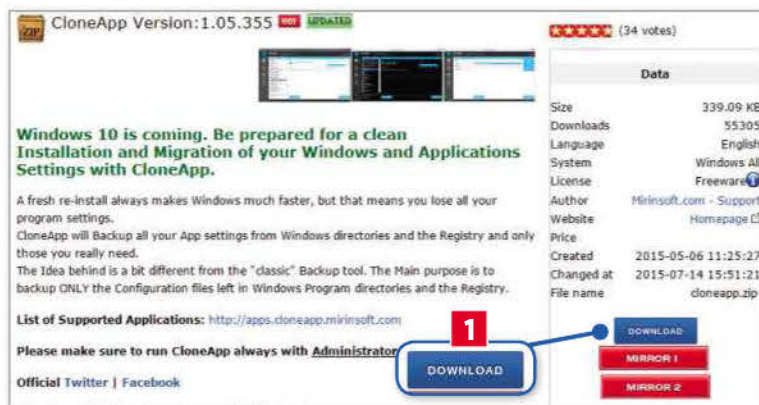 ZIP
CloneApp Version:1.05.355 HOT UPDATED
Windows 10 is coming. Be prepared for a clean
Installation and Migration of your Windows and Applications
Settings with CloneApp.
A fresh re-install always makes Windows much faster, but that means you lose all your
program settings.
CloneApp will Backup all your App settings from Windows directories and the Registry and only
those you really need.
The Idea behind is a bit different from the "classic" Backup tool. The Main purpose is to
backup ONLY the Configuration files left in Windows Program directories and the Registry.
List of Supported Applications: http://apps.cloneapp.mirinsoft.com
Please make sure to run CloneApp always with Administrator
Official Twitter | Facebook
1
DOWNLOAD
(34 votes)
Data
Size 339.09 KB
Downloads 55305
Language English
System Windows All
License Freeware
Author Mirinsoft.com - Support
Website Homepage
Price
Created 2015-05-06 11:25:27
Changed at 2015-07-14 15:51:21
File name cloneapp.zip
DOWNLOAD
MIRROR 1
MIRROR 2